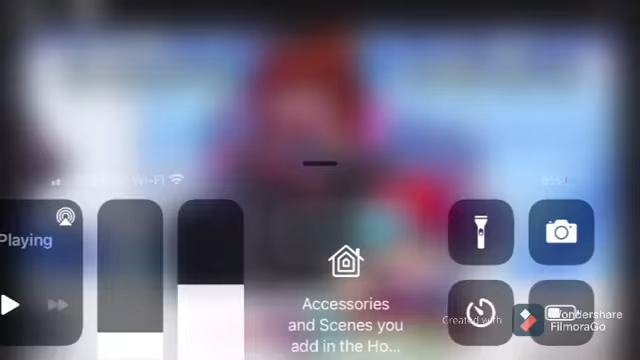 Wi-Fi
Playing
Accessories
and Scenes you
add in the Ho...
Created with
Wondershare
FilmoraGo